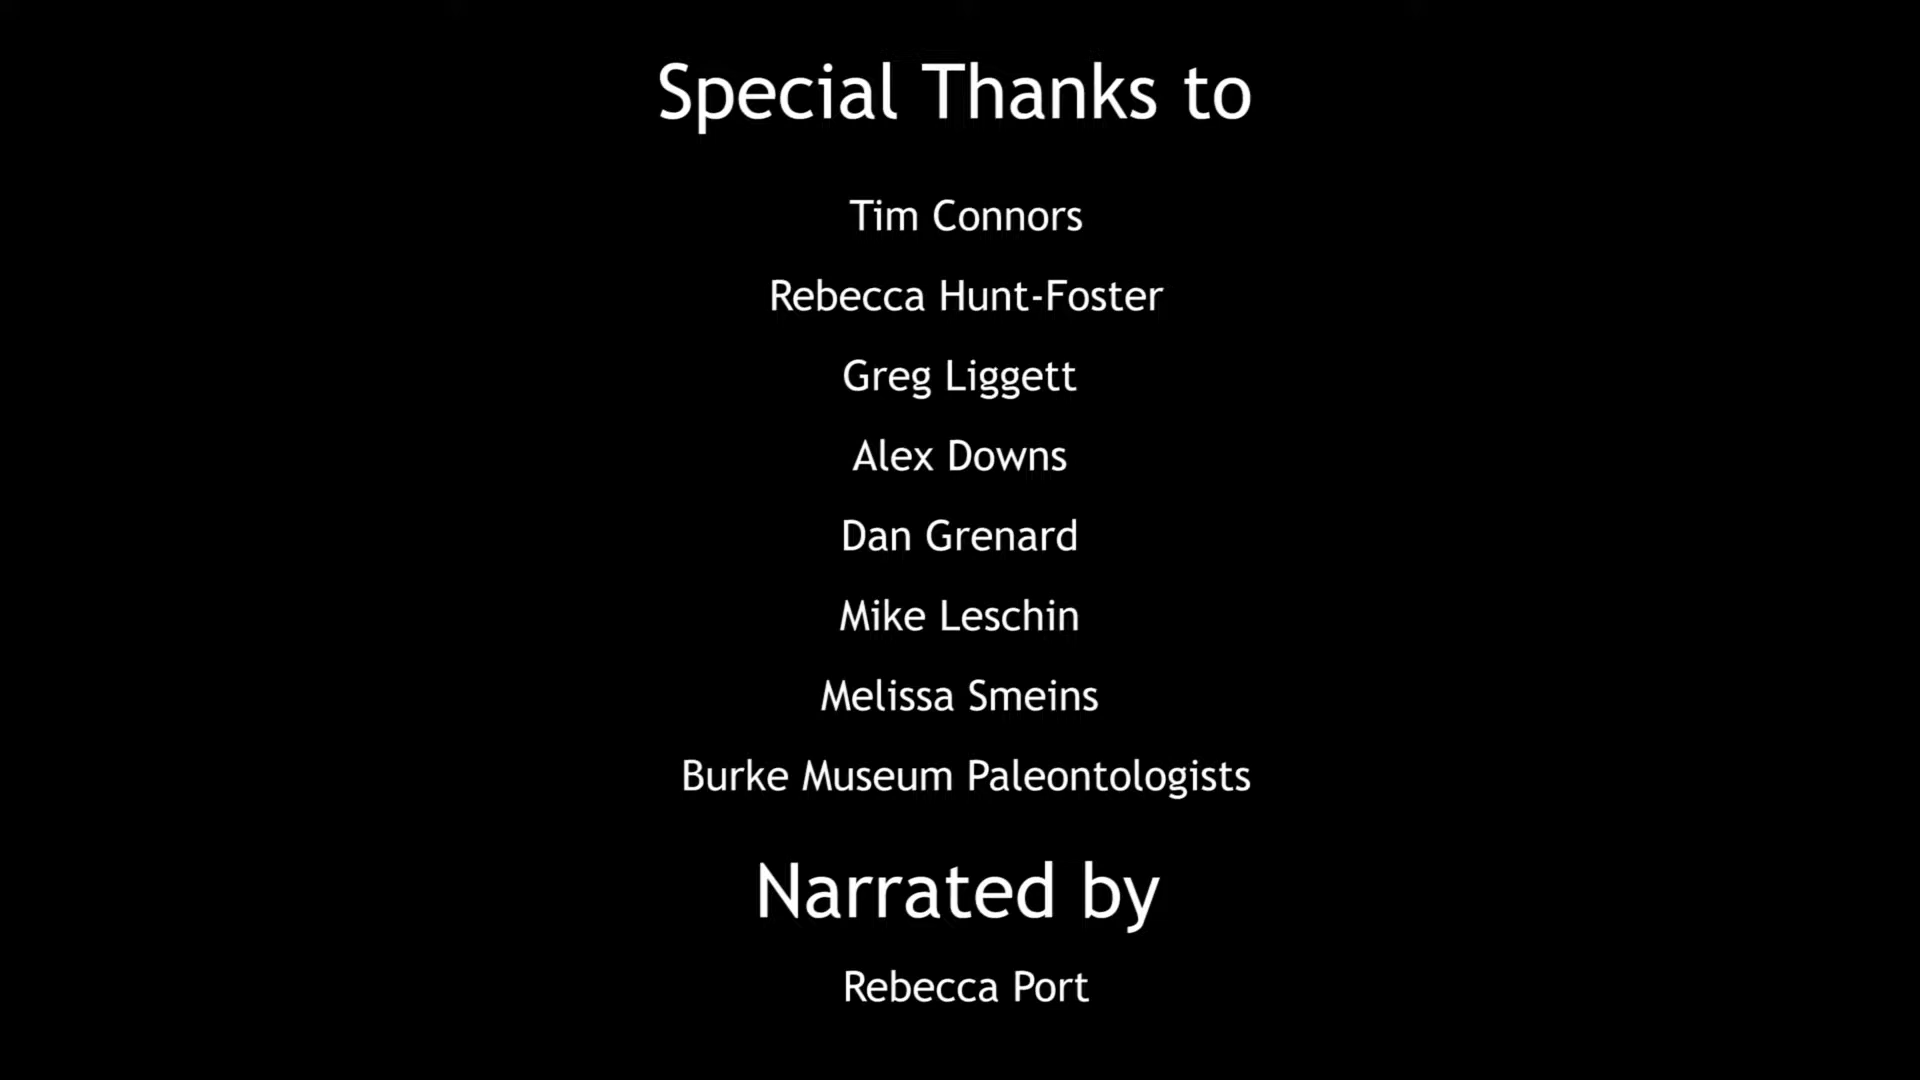 Special Thanks to
Tim Connors
Rebecca Hunt-Foster
Greg Liggett
Alex Downs
Dan Grenard
Mike Leschin
Melissa Smeins
Burke Museum Paleontologists
Narrated by
Rebecca Port